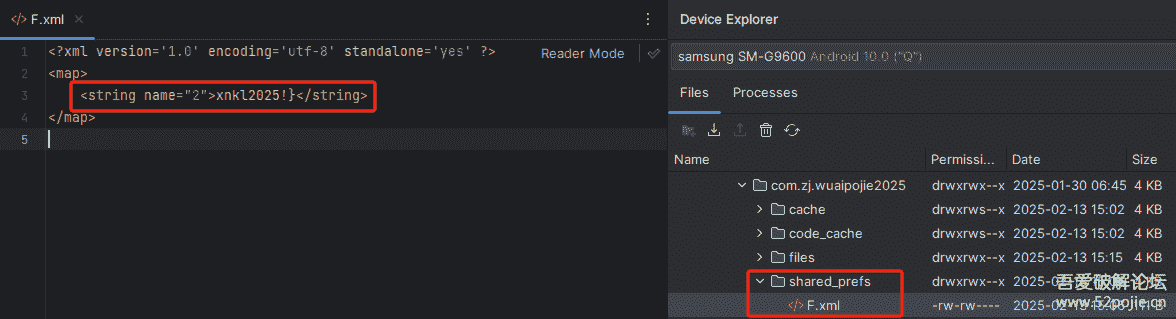 F.xml
1 <?xml version='1.0' encoding='utf-8' standalone='yes' ?>
Reader Mode
2 <map>
3 <string name="2">xnkl2025!}</string>
4 </map>
5
Device Explorer
samsung SM-G9600 Android 10.0 ("Q")
Files Processes
Name Permissi... Date Size
com.zj.wuaipojie2025 drwxrwx--x 2025-01-30 06:45 4 KB
cache drwxrws--x 2025-02-13 15:02 4 KB
code_cache drwxrws--x 2025-02-13 15:02 4 KB
files drwxrwx--x 2025-02-13 15:15 4 KB
shared_prefs drwxrwx--x
吾爱破解论坛
F.xml -rw-rw----
www.52pojie.cn